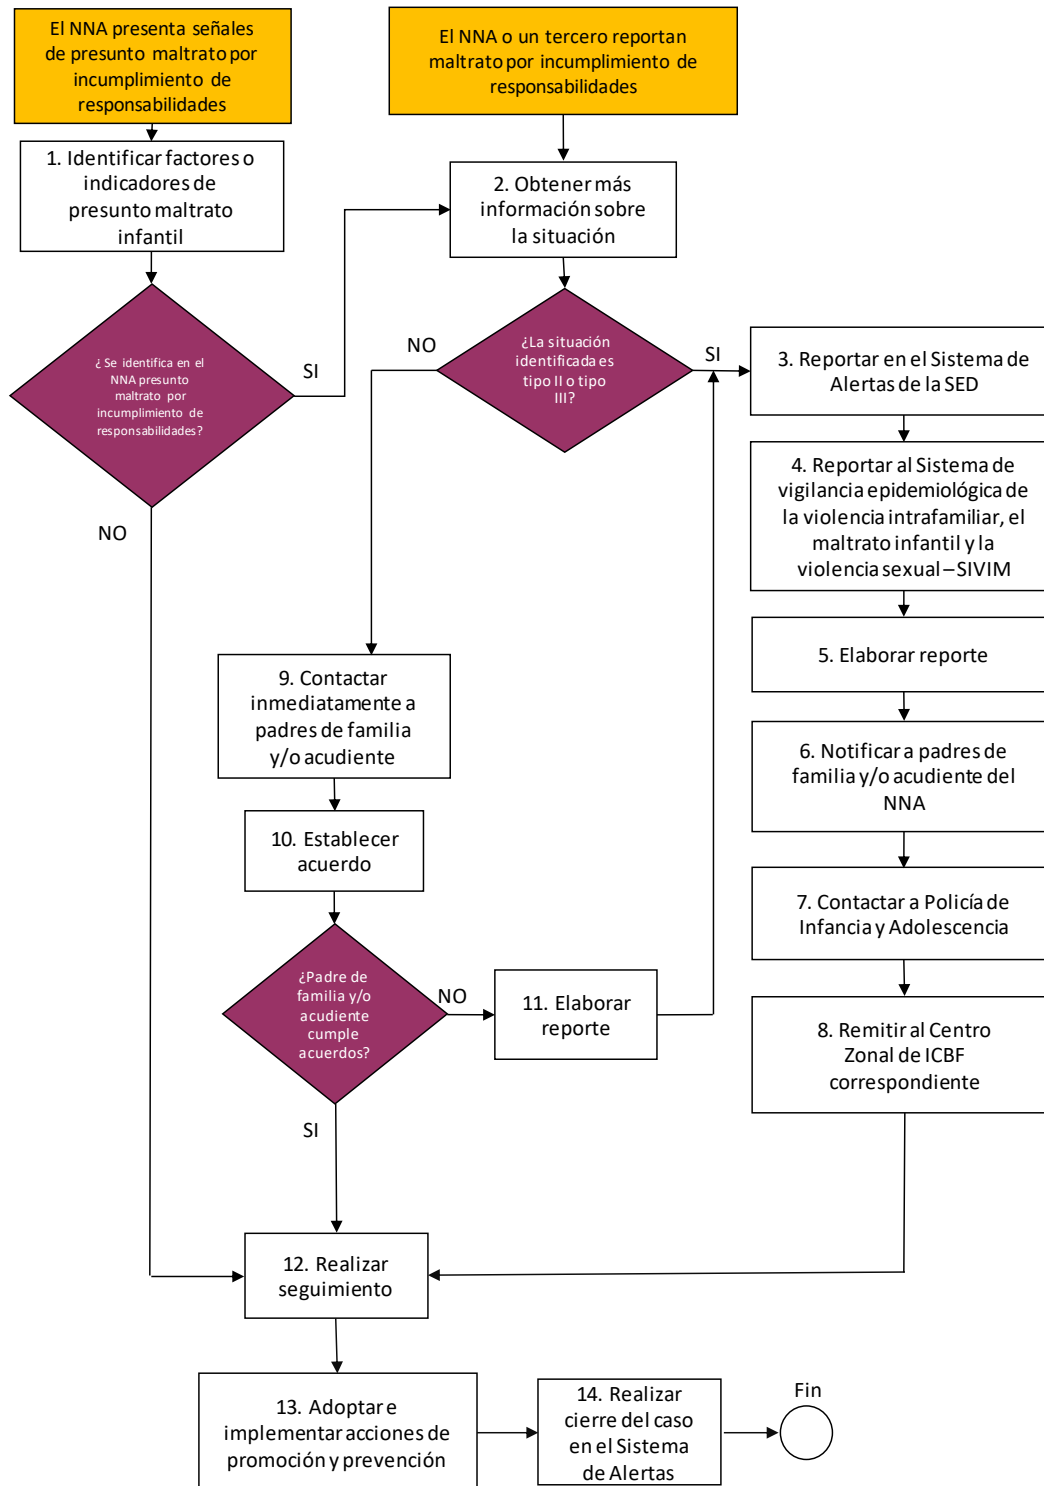 El NNA presenta señales
de presunto maltrato por
incumplimiento de
responsabilidades
El NNA o un tercero reportan
maltrato por incumplimiento de
responsabilidades
1. Identificar factores o
indicadores de
presunto maltrato
infantil
2. Obtener más
información sobre
la situación
¿Se identifica en el
NNA presunto
maltrato por
incumplimiento de
responsabilidades?
SI
NO
¿La situación
identificada es
tipo II o tipo
III?
NO
SI
3. Reportar en el Sistema de
Alertas de la SED
4. Reportar al Sistema de
vigilancia epidemiológica de
la violencia intrafamiliar, el
maltrato infantil y la
violencia sexual – SIVIM
5. Elaborar reporte
6. Notificar a padres de
familia y/o acudiente del
NNA
7. Contactar a Policía de
Infancia y Adolescencia
8. Remitir al Centro
Zonal de ICBF
correspondiente
9. Contactar
inmediatamente a
padres de familia
y/o acudiente
10. Establecer
acuerdo
¿Padre de
familia y/o
acudiente
cumple
acuerdos?
NO
11. Elaborar
reporte
SI
12. Realizar
seguimiento
13. Adoptar e
implementar acciones de
promoción y prevención
14. Realizar
cierre del caso
en el Sistema
de Alertas
Fin